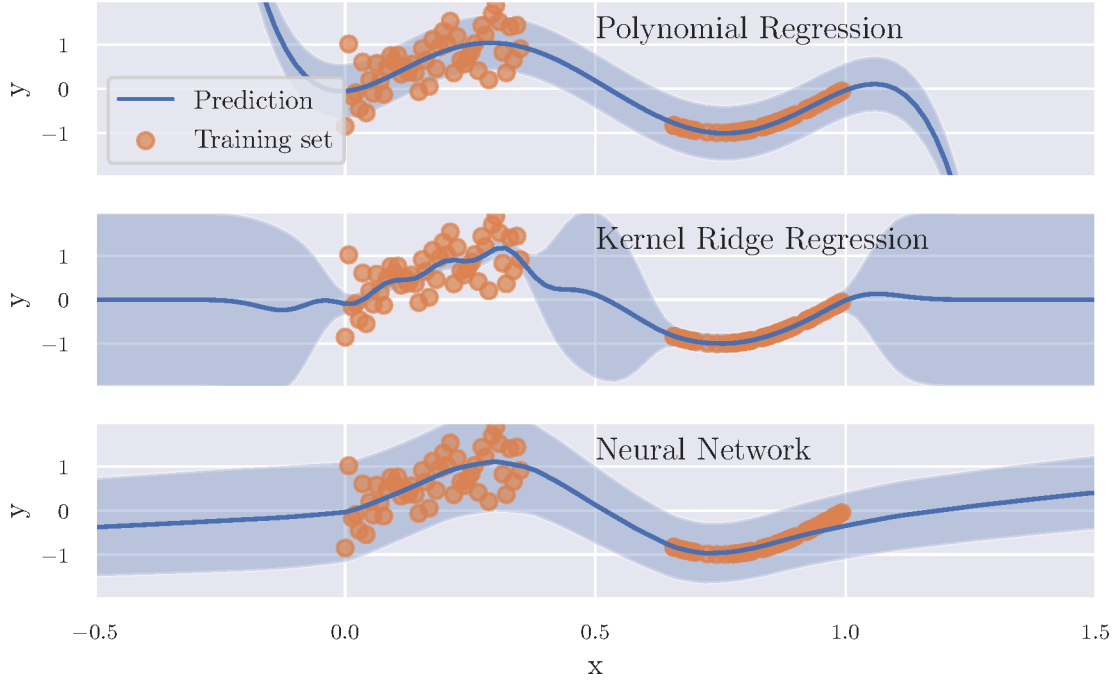 Polynomial Regression
1
0
−1
y
Prediction
Training set
Kernel Ridge Regression
1
0
−1
y
Neural Network
1
0
−1
y
−0.5 0.0 0.5 1.0 1.5
x